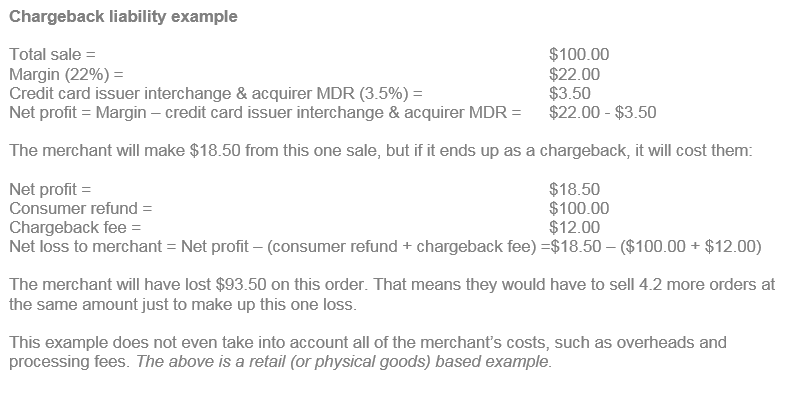 Chargeback liability example
Total sale = $100.00
Margin (22%) = $22.00
Credit card issuer interchange & acquirer MDR (3.5%) = $3.50
Net profit = Margin – credit card issuer interchange & acquirer MDR = $22.00 - $3.50
The merchant will make $18.50 from this one sale, but if it ends up as a chargeback, it will cost them:
Net profit = $18.50
Consumer refund = $100.00
Chargeback fee = $12.00
Net loss to merchant = Net profit – (consumer refund + chargeback fee) =$18.50 – ($100.00 + $12.00)
The merchant will have lost $93.50 on this order. That means they would have to sell 4.2 more orders at
the same amount just to make up this one loss.
This example does not even take into account all of the merchant's costs, such as overheads and
processing fees. The above is a retail (or physical goods) based example.